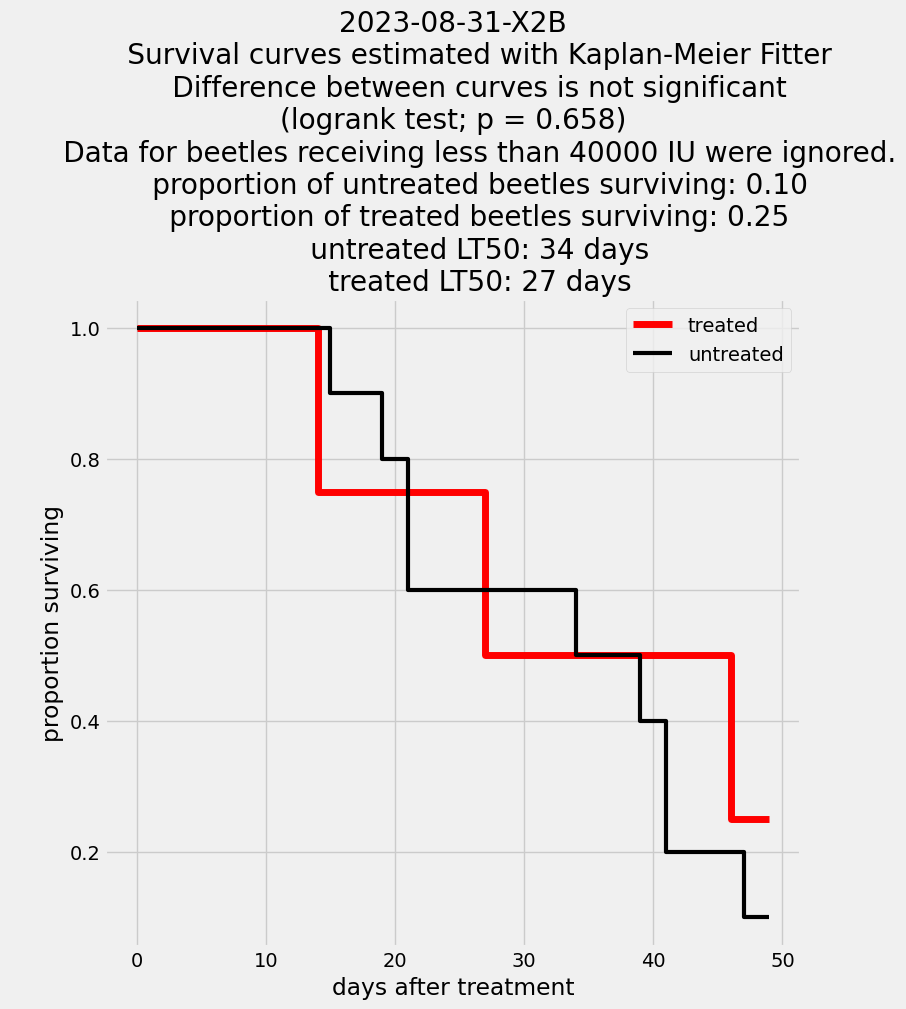 2023-08-31-X2B
Survival curves estimated with Kaplan-Meier Fitter
Difference between curves is not significant
(logrank test; p = 0.658)
Data for beetles receiving less than 40000 IU were ignored.
proportion of untreated beetles surviving: 0.10
proportion of treated beetles surviving: 0.25
untreated LT50: 34 days
treated LT50: 27 days
treated
untreated
1.0
0.8
0.6
0.4
0.2
proportion surviving
0 10 20 30 40 50
days after treatment